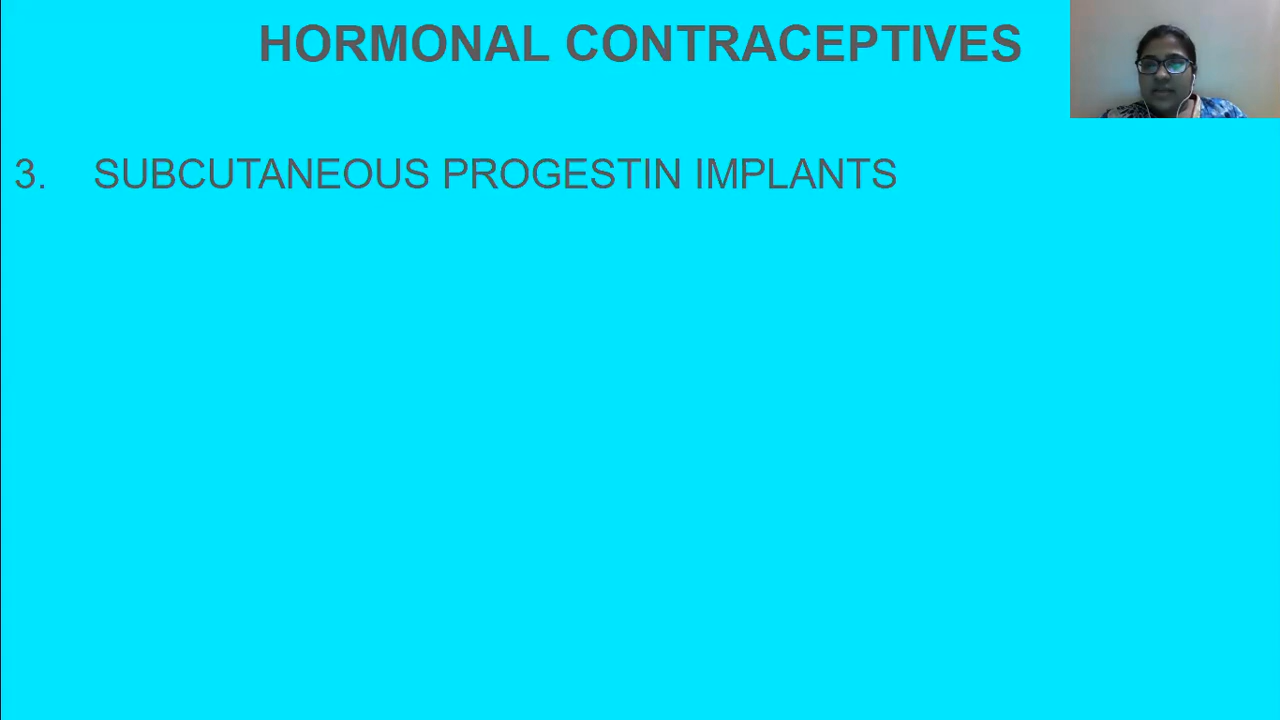 HORMONAL CONTRACEPTIVES
3. SUBCUTANEOUS PROGESTIN IMPLANTS